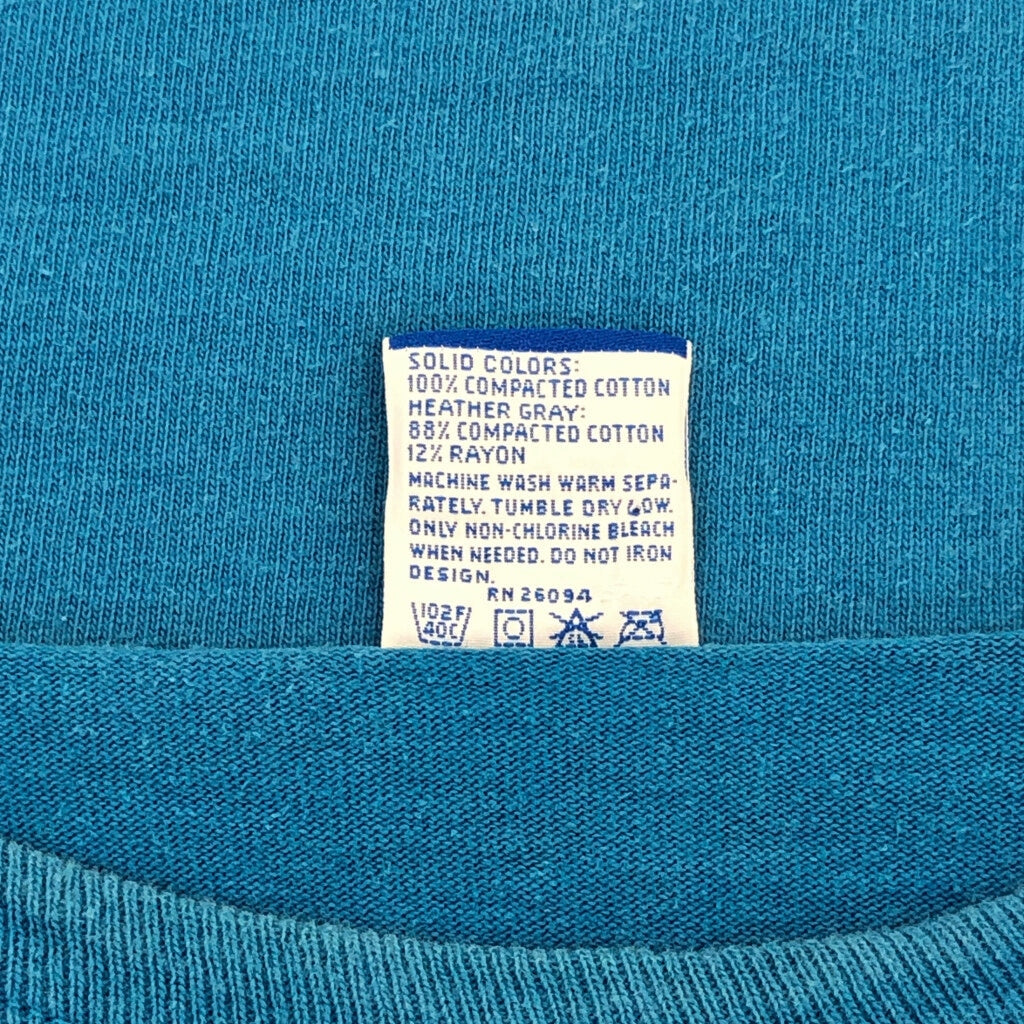 SOLID COLORS:
100% COMPACTED COTTON
HEATHER GRAY:
88% COMPACTED COTTON
12% RAYON
MACHINE WASH WARM SEPA-
RATELY. TUMBLE DRY LOW.
ONLY NON-CHLORINE BLEACH
WHEN NEEDED. DO NOT IRON
DESIGN.
RN 26094
102F
40C